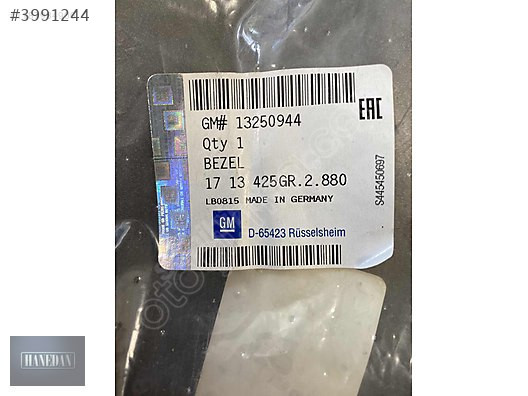 #3991244
GM# 13250944
Qty 1
BEZEL
17 13 425GR.2.880
LB0815 MADE IN GERMANY
GM
D-65423 Rüsselsheim
EAC
S445450697
HANEDAN